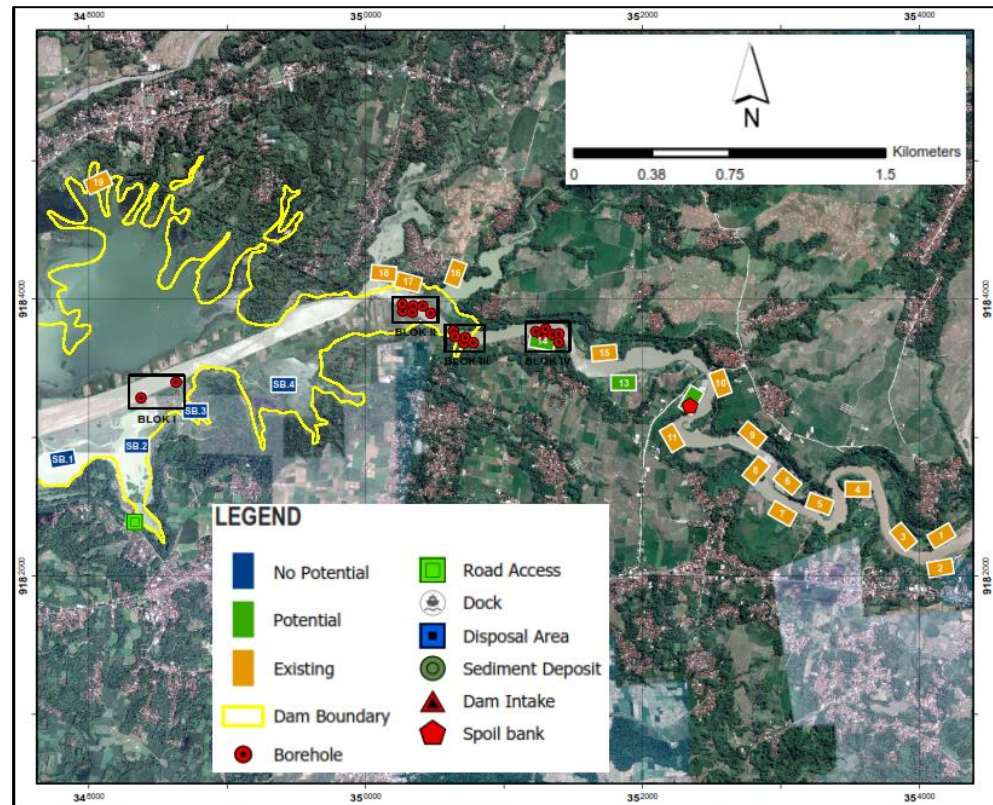 34⁸000
35⁰000
35²000
35⁴000
N
Kilometers
0
0.38
0.75
1.5
19
18
17
16
918⁴000
918⁴000
BLOK II
BLOK III
14
BLOK IV
15
13
10
SB.4
SB.3
BLOK I
SB.2
SB.1
11
9
8
6
7
5
4
3
1
2
918²000
918²000
LEGEND
No Potential
Potential
Existing
Dam Boundary
Borehole
Road Access
Dock
Disposal Area
Sediment Deposit
Dam Intake
Spoil bank
34⁸000
35⁰000
35²000
35⁴000